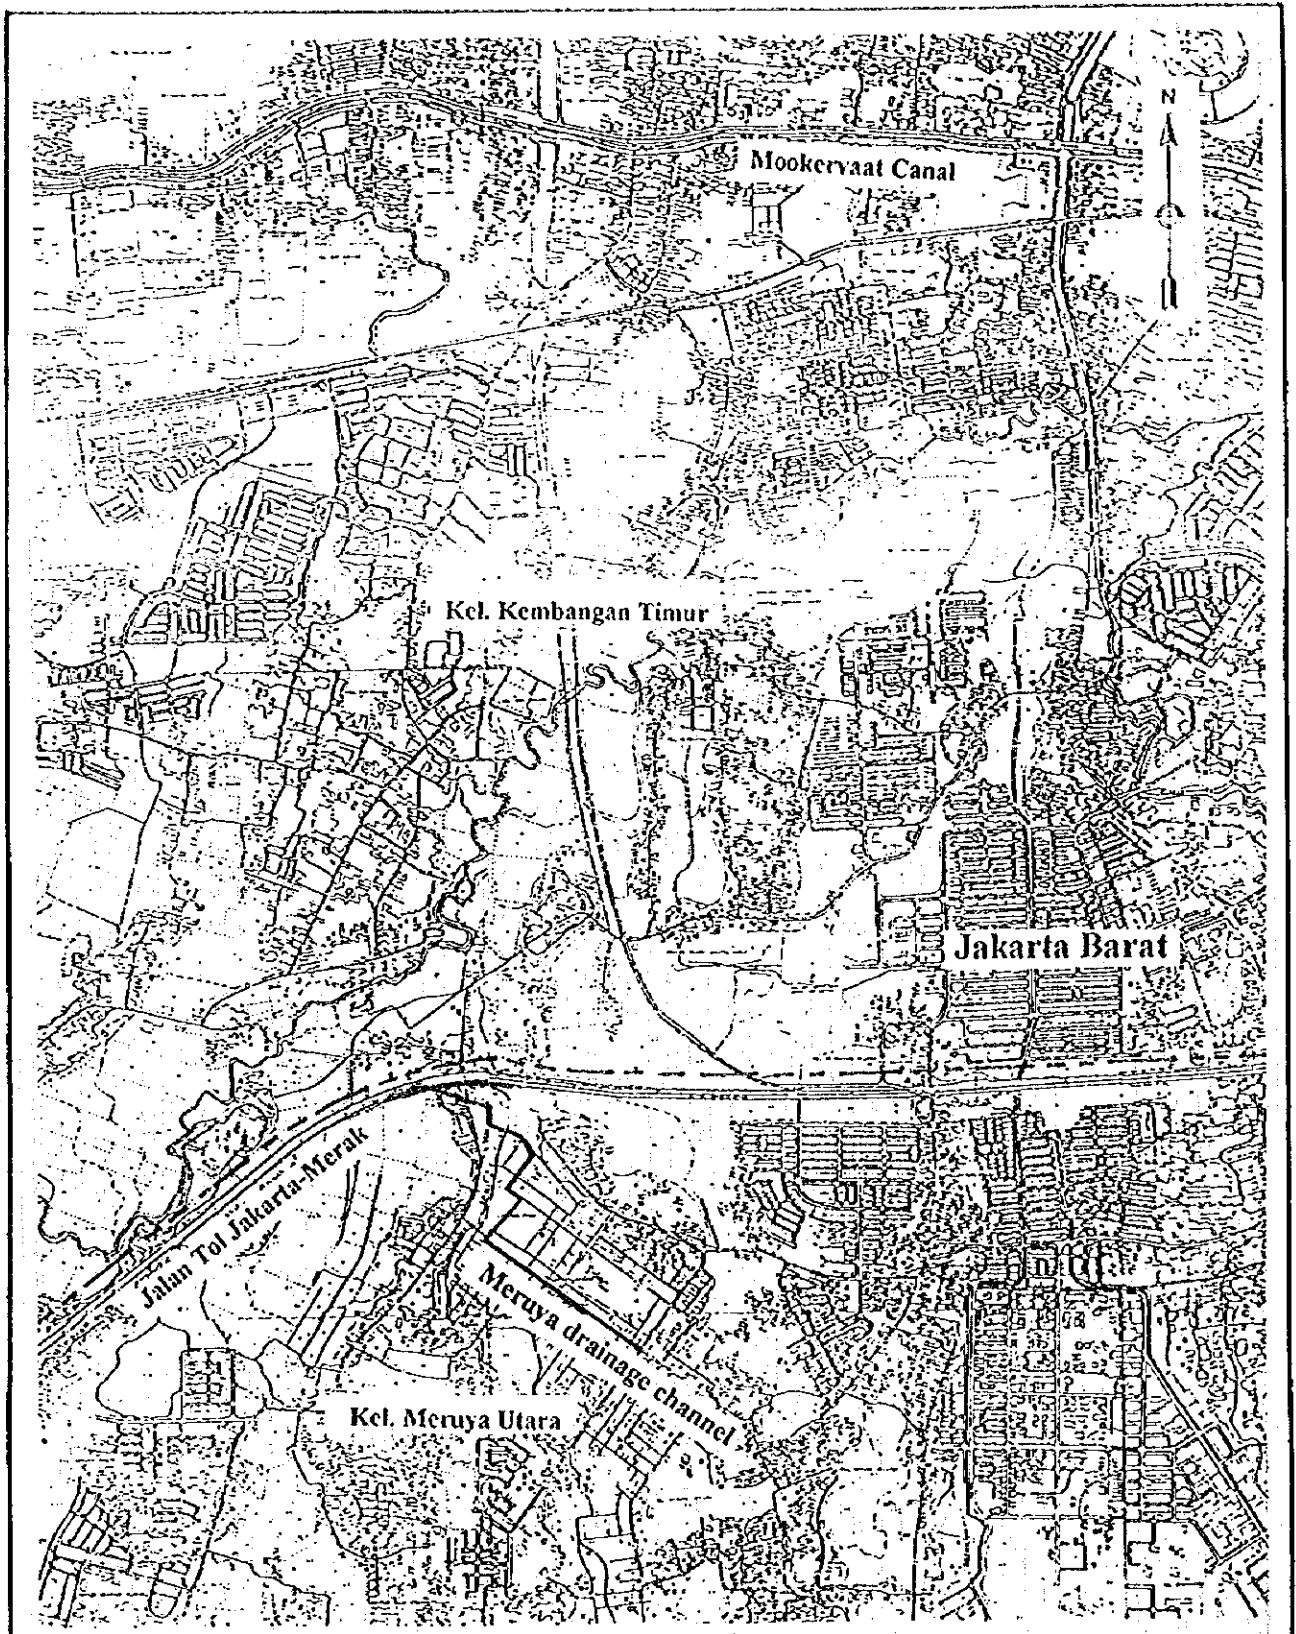 N
Mookervaat Canal
Kel. Kembangan Timur
Jakarta Barat
Jalan Tol Jakarta-Merak
Meruya drainage channel
Kel. Meruya Utara